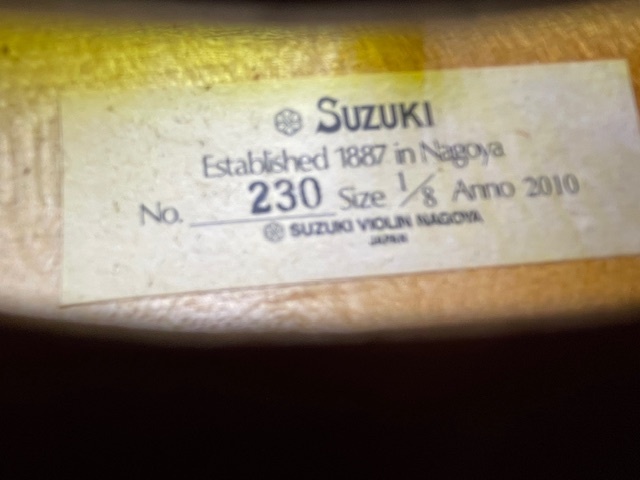 SUZUKI
Established 1887 in Nagoya
No. 230 Size 1/8 Anno 2010
SUZUKI VIOLIN NAGOYA
JAPAN